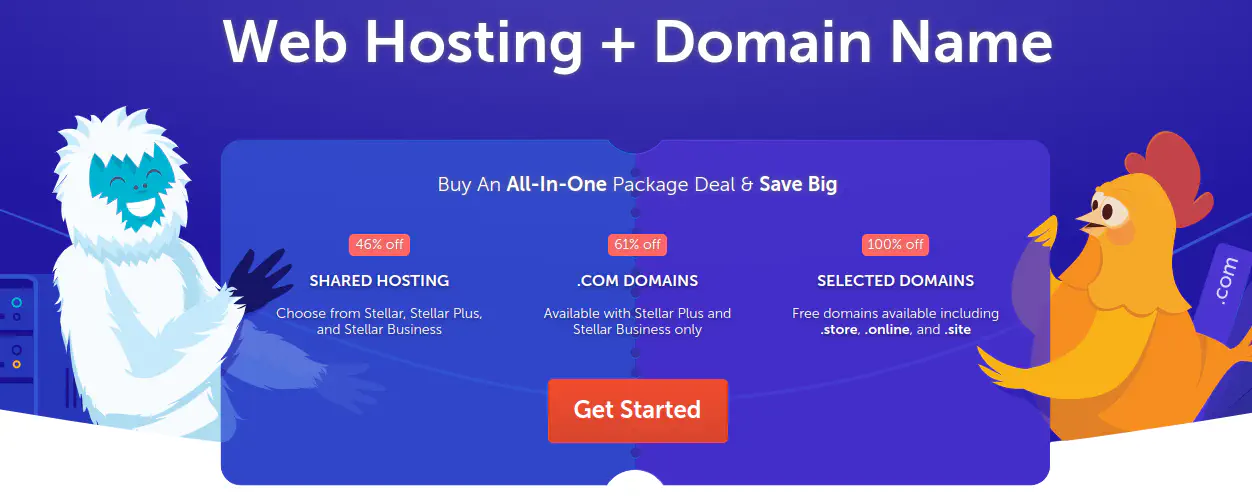 Web Hosting + Domain Name
Buy An All-In-One Package Deal & Save Big
46% off
SHARED HOSTING
Choose from Stellar, Stellar Plus,
and Stellar Business
61% off
.COM DOMAINS
Available with Stellar Plus and
Stellar Business only
100% off
SELECTED DOMAINS
Free domains available including
.store, .online, and .site
.com
Get Started